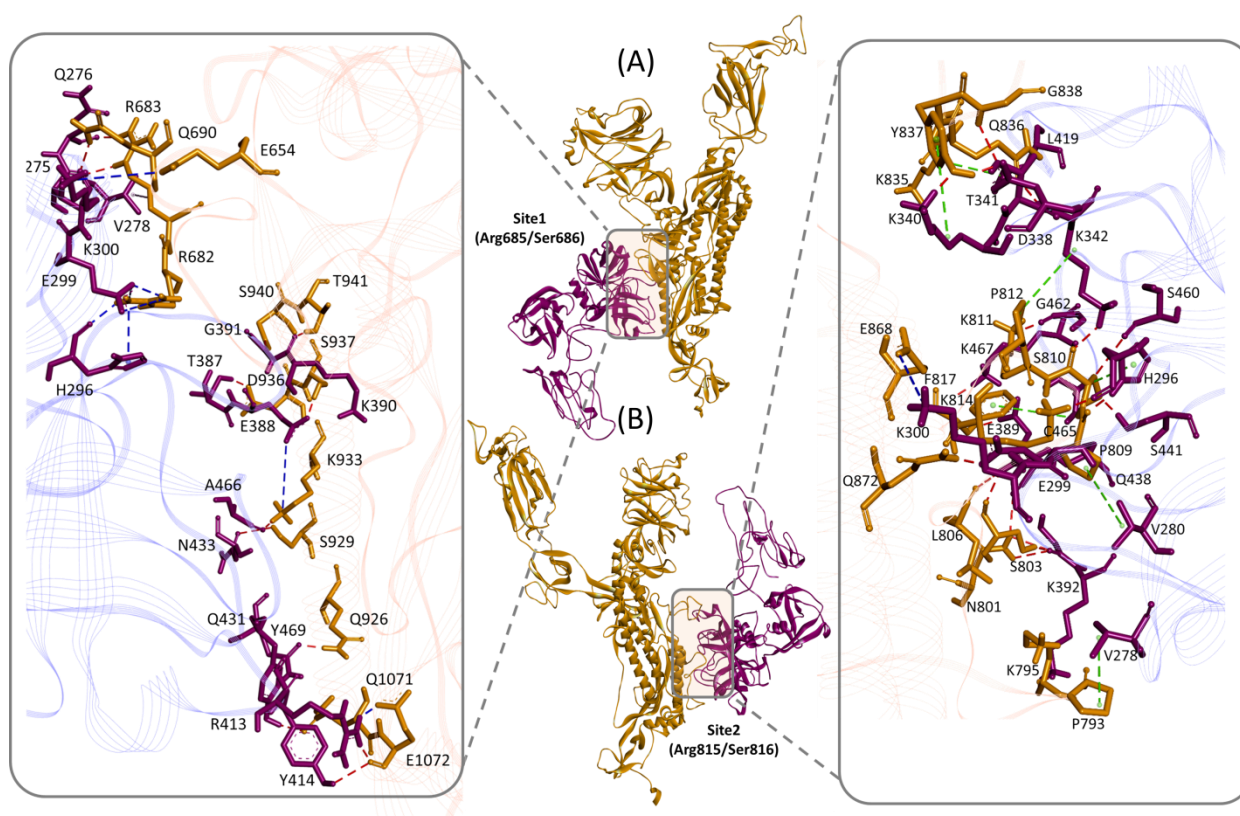 Q276
R683
Q690
E654
275
V278
K300
R682
E299
H296
S940
T941
G391
S937
T387
D936
K390
E388
K933
A466
N433
S929
Q431
Y469
Q926
Q1071
R413
E1072
Y414
(A)
Site1
(Arg685/Ser686)
(B)
Site2
(Arg815/Ser816)
G838
Y837
Q836
L419
K835
T341
K340
D338
K342
P812
G462
S460
E868
K811
K467
S810
H296
F817
K814
K300
E389
C465
S441
P809
Q872
Q438
E299
V280
L806
S803
K392
N801
V278
K795
P793